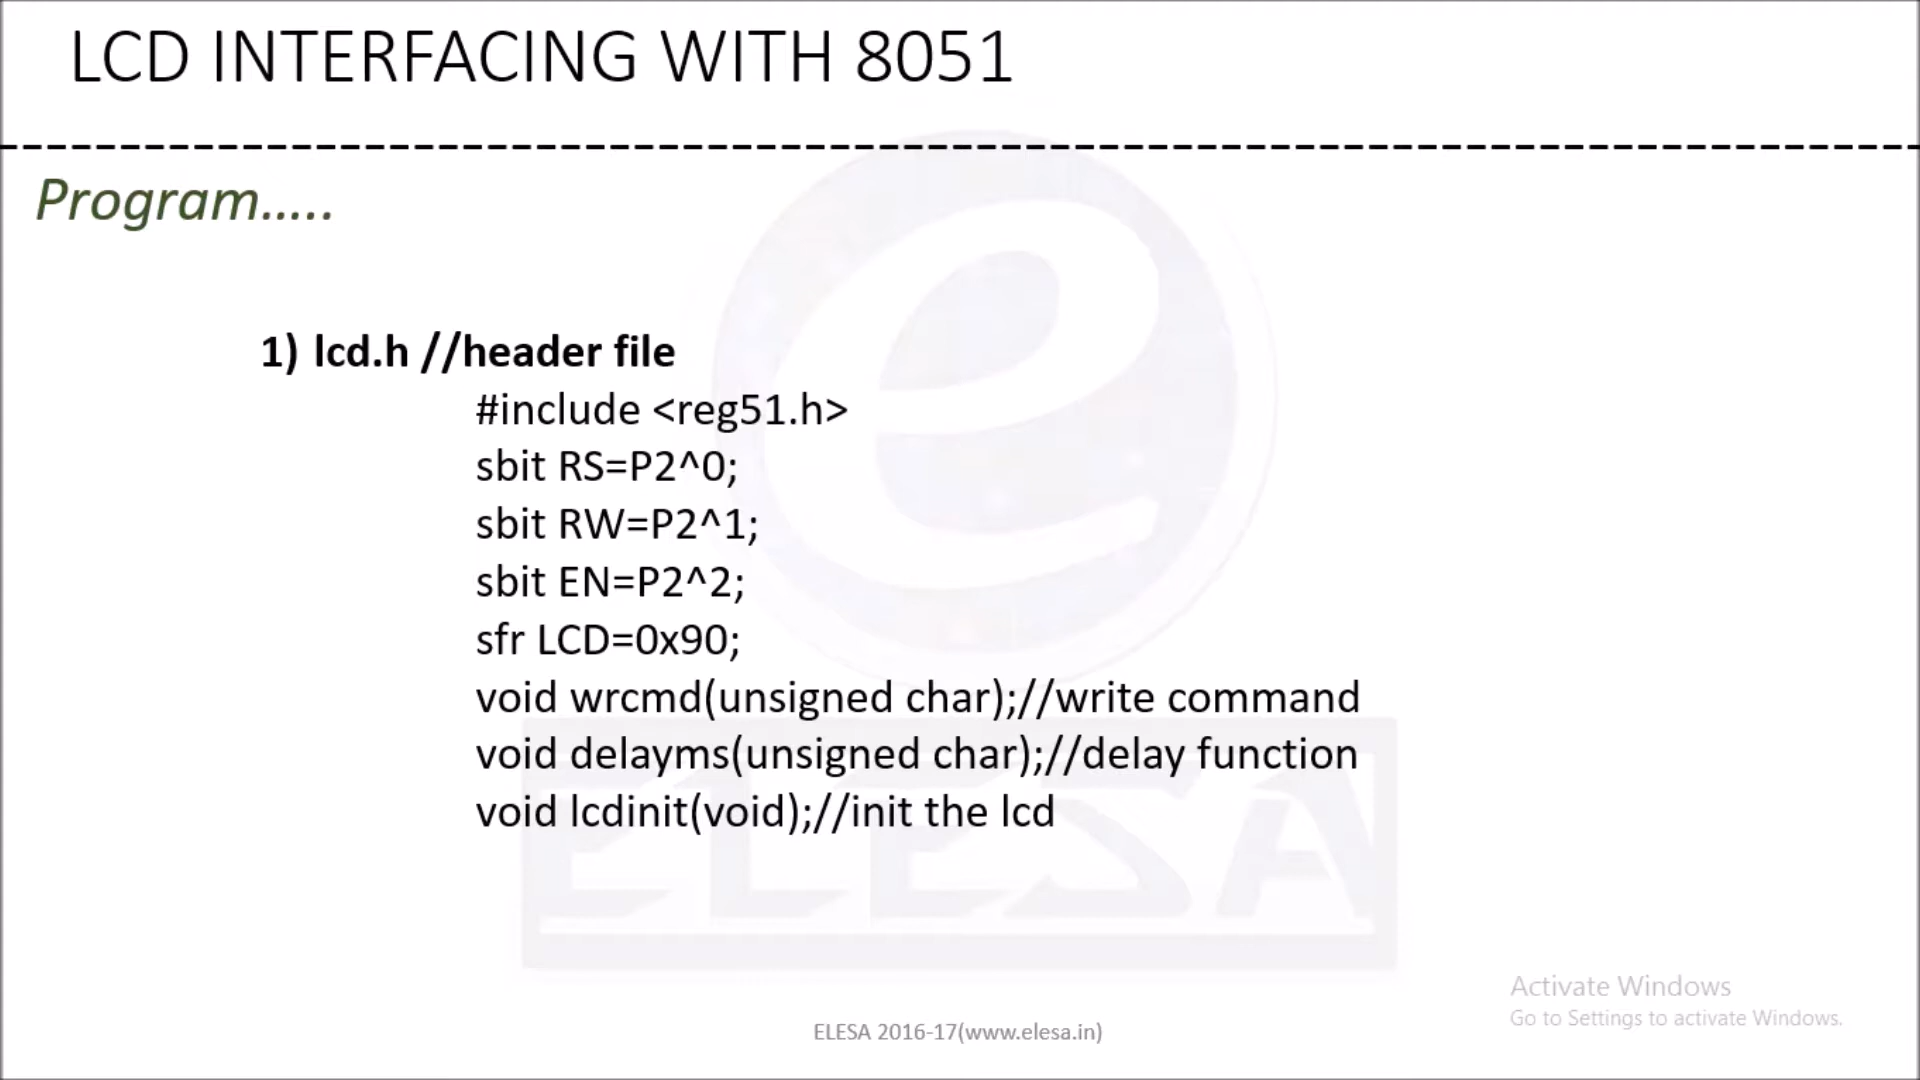 LCD INTERFACING WITH 8051
Program.....
1) lcd.h //header file
#include <reg51.h>
sbit RS=P2^0;
sbit RW=P2^1;
sbit EN=P2^2;
sfr LCD=0x90;
void wrcmd(unsigned char);//write command
void delayms(unsigned char);//delay function
void lcdinit(void);//init the lcd
ELESA
Activate Windows
Go to Settings to activate Windows.
ELESA 2016-17(www.elesa.in)